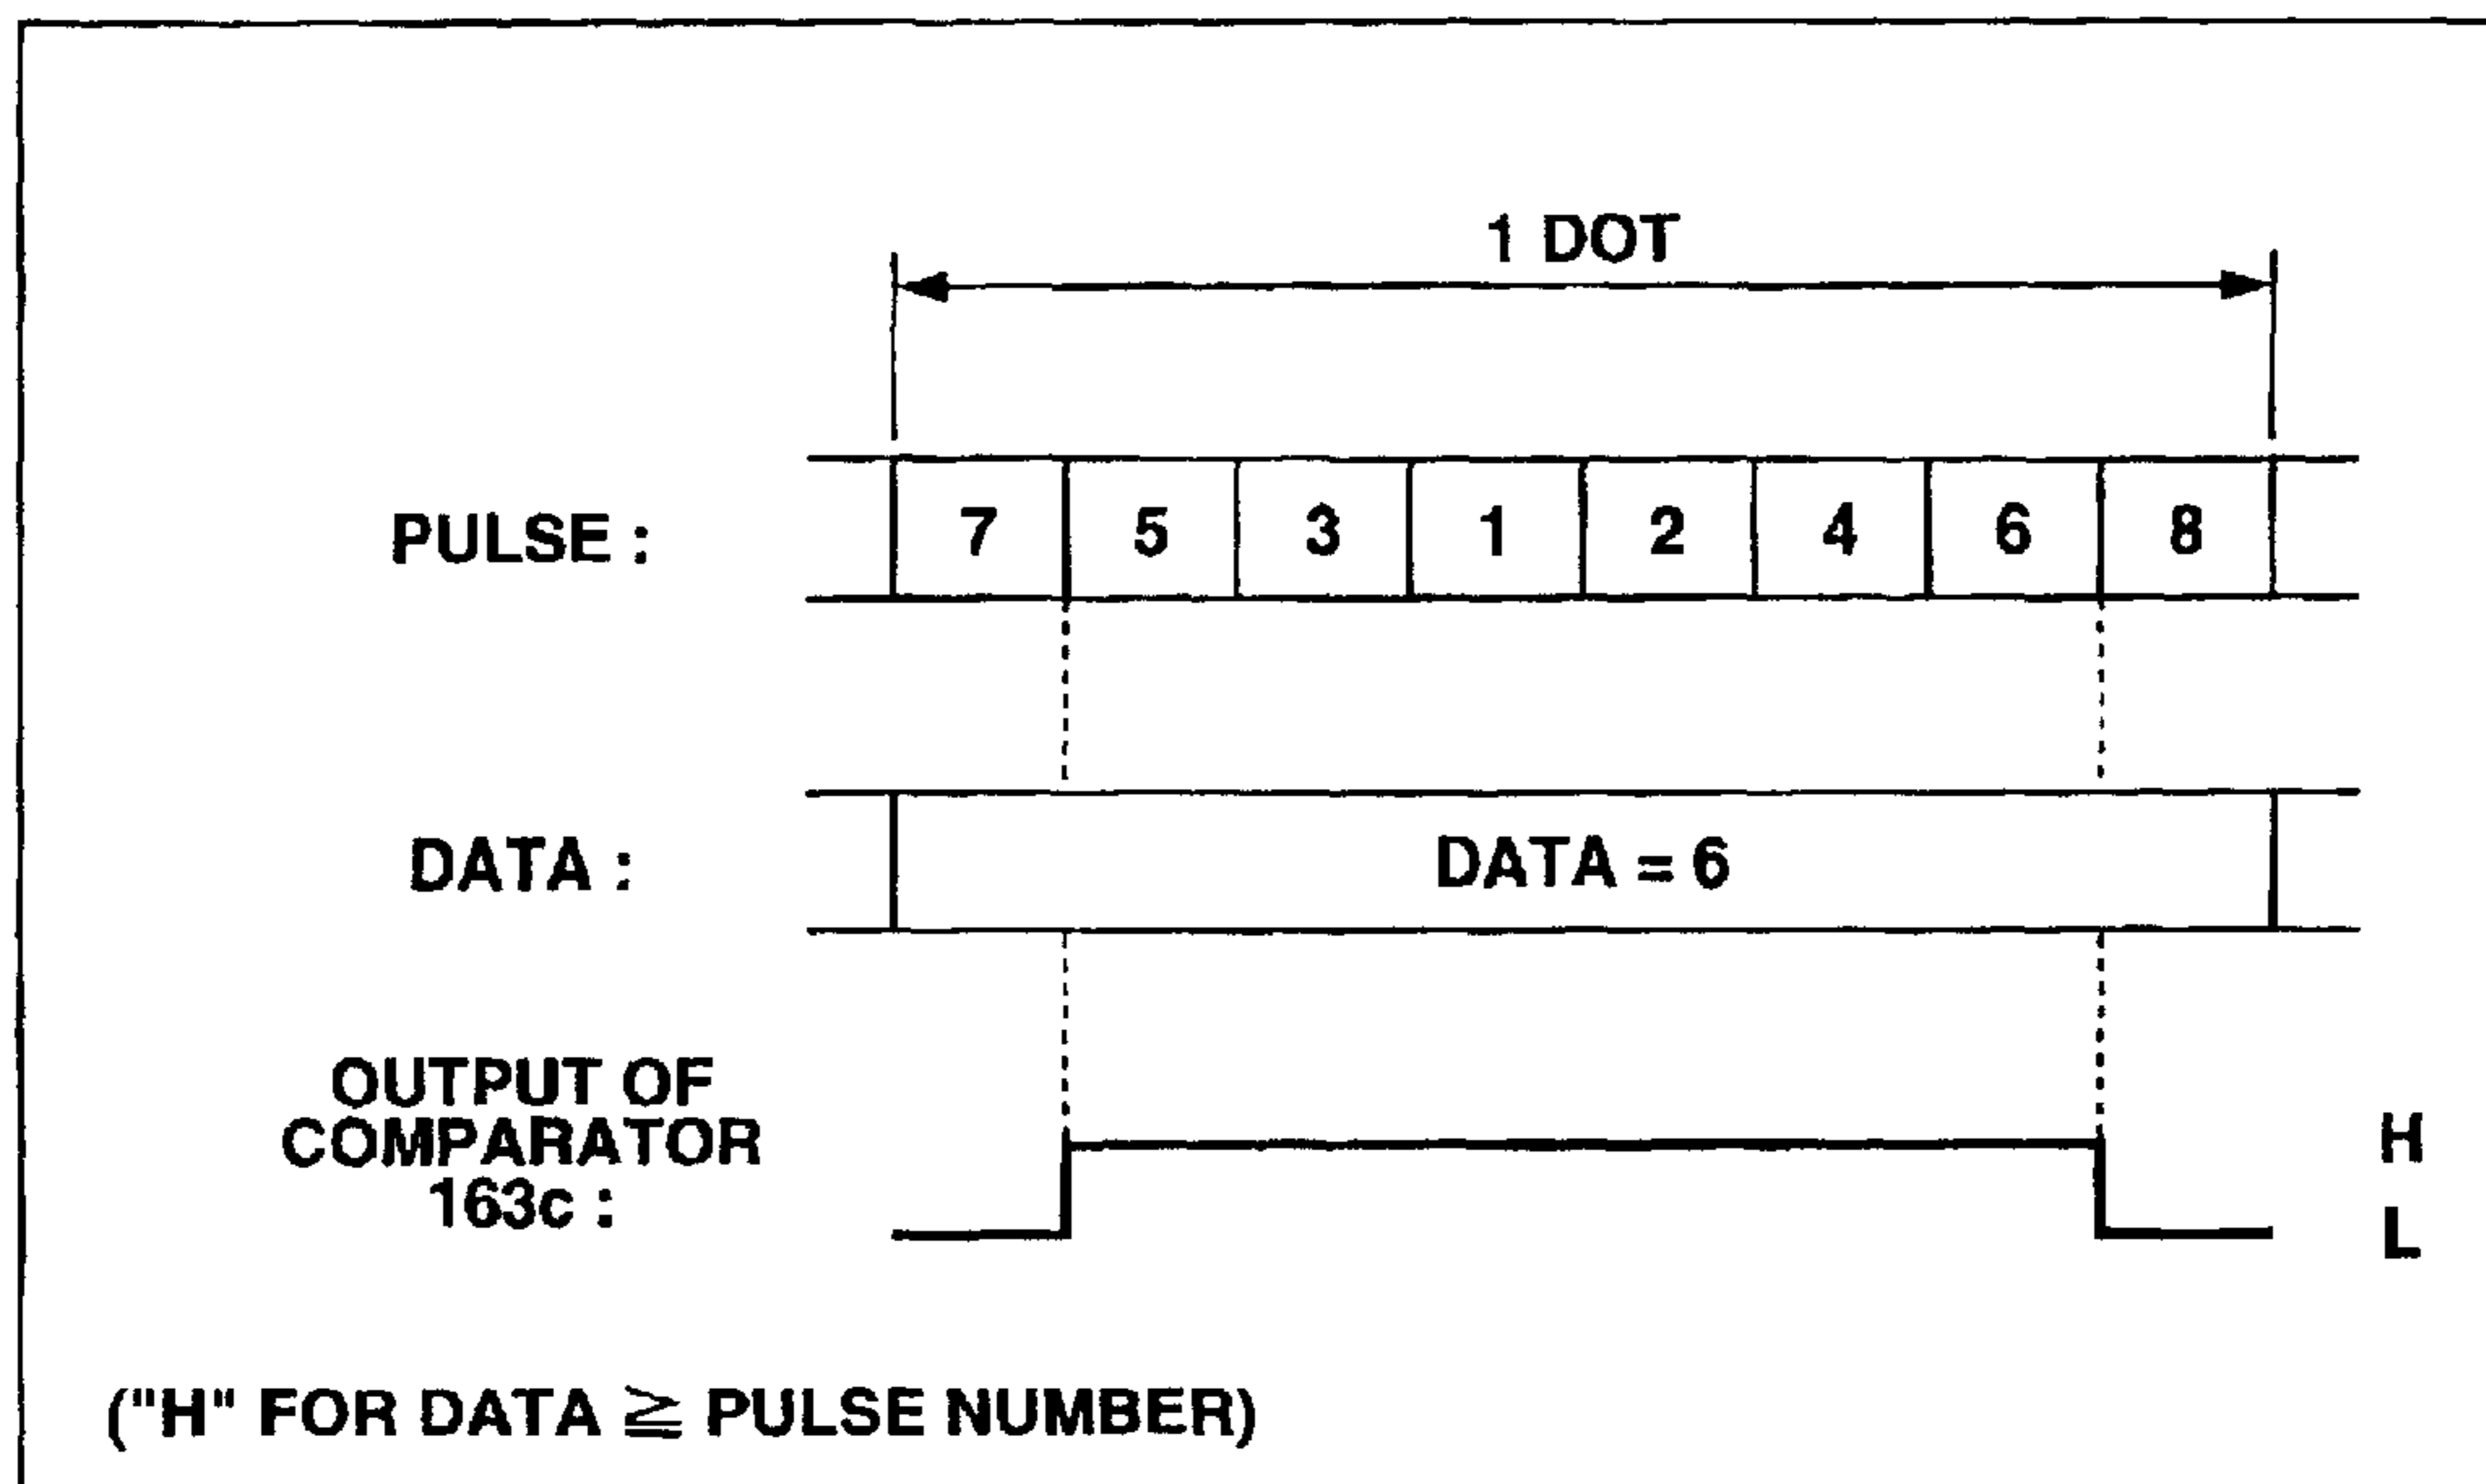 1 DOT
PULSE : 7 5 3 1 2 4 6 8
DATA : DATA = 6
OUTPUT OF
COMPARATOR
163c :
H
L
("H" FOR DATA ≧ PULSE NUMBER)